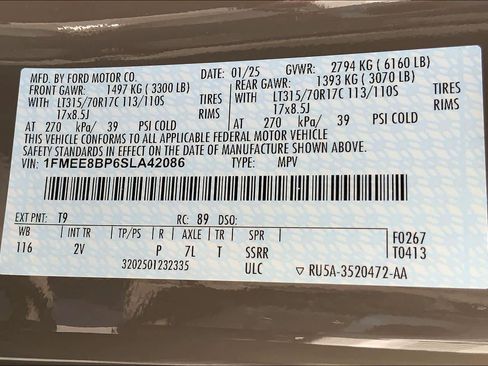 MFD. BY FORD MOTOR CO.
DATE: 01/25 GVWR: 2794 KG ( 6160 LB)
FRONT GAWR: 1497 KG ( 3300 LB) REAR GAWR: 1393 KG ( 3070 LB)
WITH LT315/70R17C 113/110S TIRES WITH LT315/70R17C 113/110S TIRES
17x8.5J RIMS 17x8.5J RIMS
AT 270 kPa/ 39 PSI COLD AT 270 kPa/ 39 PSI COLD
THIS VEHICLE CONFORMS TO ALL APPLICABLE FEDERAL MOTOR VEHICLE
SAFETY STANDARDS IN EFFECT ON THE DATE OF MANUFACTURE SHOWN ABOVE.
VIN: 1FMEE8BP6SLA42086 TYPE: MPV
EXT PNT: T9 RC: 89 DSO:
WB INT TR TP/PS R AXLE TR SPR F0267
116 2V P 7L T SSRR T0413
3202501232335 ULC ▽ RU5A-3520472-AA